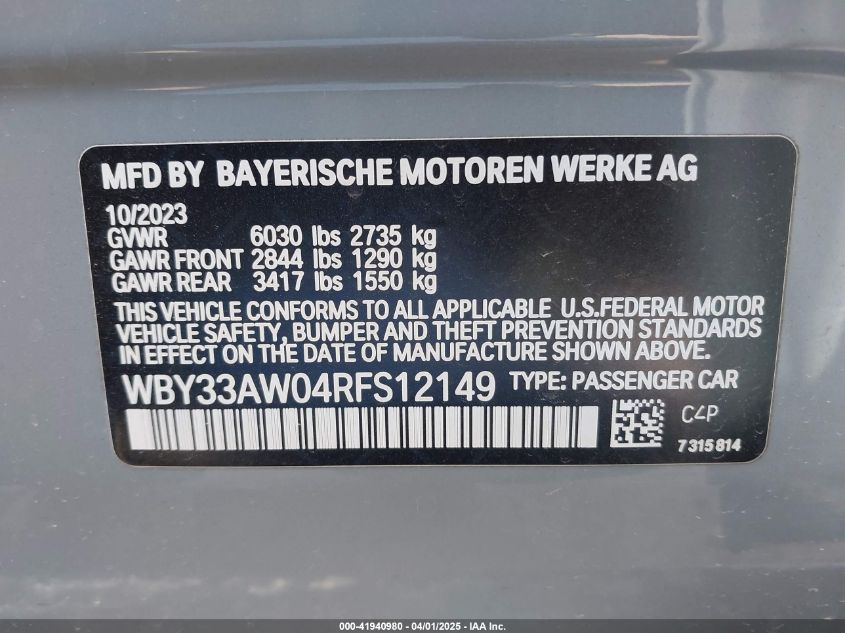 MFD BY BAYERISCHE MOTOREN WERKE AG
10/2023
GVWR 6030 lbs 2735 kg
GAWR FRONT 2844 lbs 1290 kg
GAWR REAR 3417 lbs 1550 kg
THIS VEHICLE CONFORMS TO ALL APPLICABLE U.S.FEDERAL MOTOR
VEHICLE SAFETY, BUMPER AND THEFT PREVENTION STANDARDS
IN EFFECT ON THE DATE OF MANUFACTURE SHOWN ABOVE.
WBY33AW04RFS12149 TYPE: PASSENGER CAR
C4P
7315814
000-41940980 - 04/01/2025 - IAA Inc.